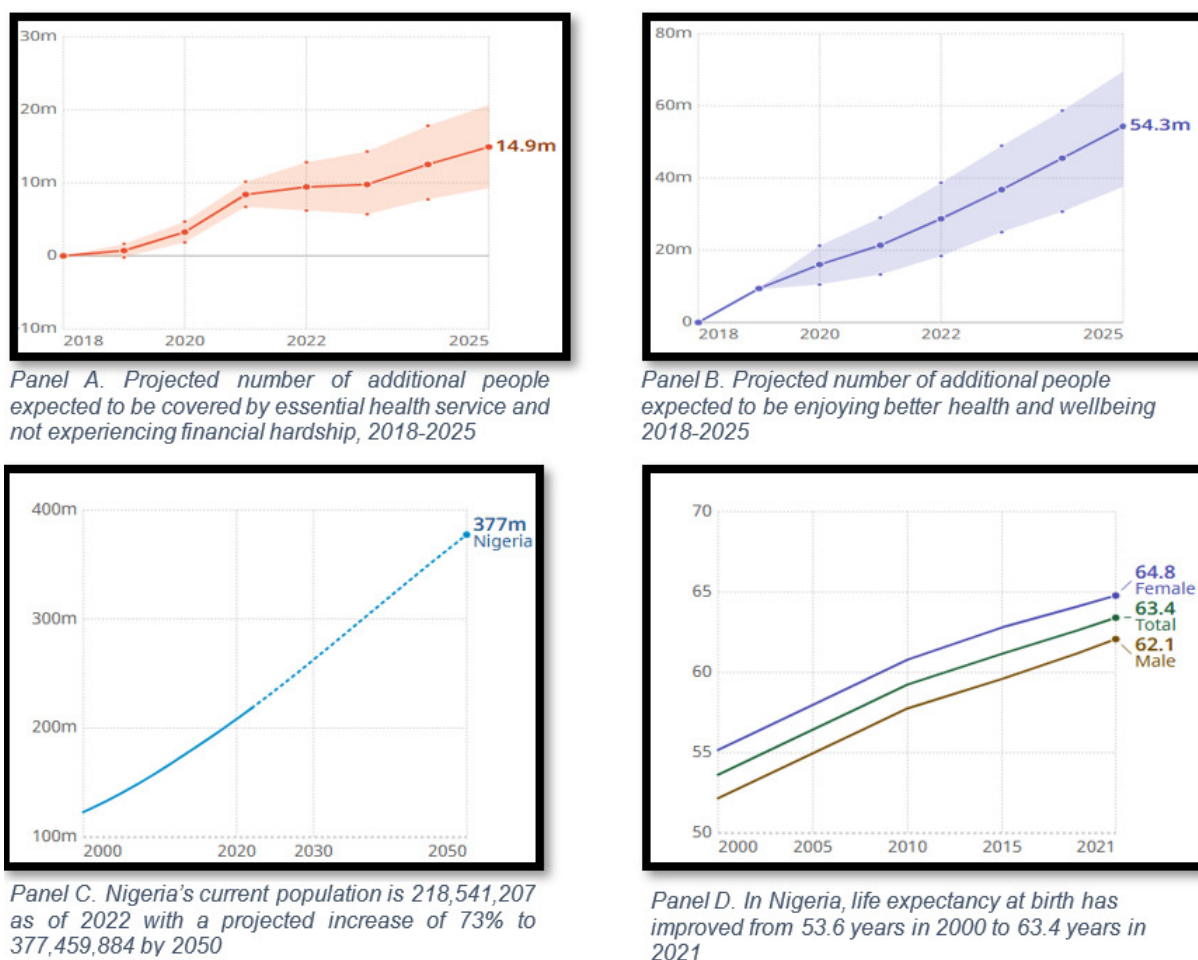 30m
20m
10m
0
10m
2018 2020 2022 2025
14.9m
Panel A. Projected number of additional people
expected to be covered by essential health service and
not experiencing financial hardship, 2018-2025
80m
60m
40m
20m
0
2018 2020 2022 2025
54.3m
Panel B. Projected number of additional people
expected to be enjoying better health and wellbeing
2018-2025
400m
300m
200m
100m
2000 2020 2030 2050
377m
Nigeria
Panel C. Nigeria's current population is 218,541,207
as of 2022 with a projected increase of 73% to
377,459,884 by 2050
70
65
60
55
50
2000 2005 2010 2015 2021
64.8
Female
63.4
Total
62.1
Male
Panel D. In Nigeria, life expectancy at birth has
improved from 53.6 years in 2000 to 63.4 years in
2021